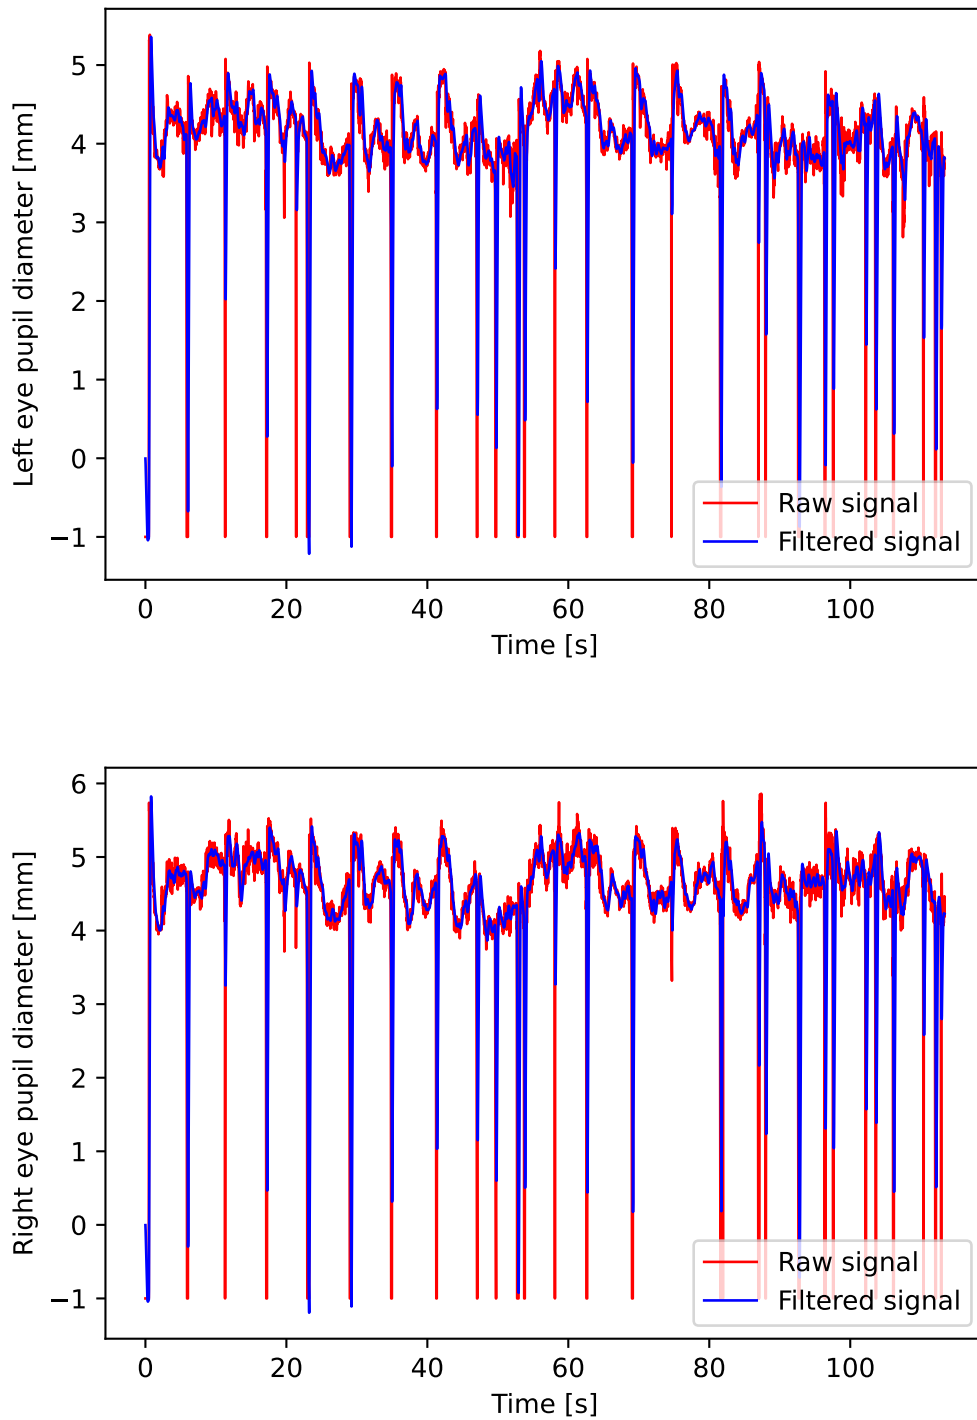 Left eye pupil diameter [mm]
5
4
3
2
1
0
−1
Raw signal
Filtered signal
0 20 40 60 80 100
Time [s]
Right eye pupil diameter [mm]
6
5
4
3
2
1
0
−1
Raw signal
Filtered signal
0 20 40 60 80 100
Time [s]